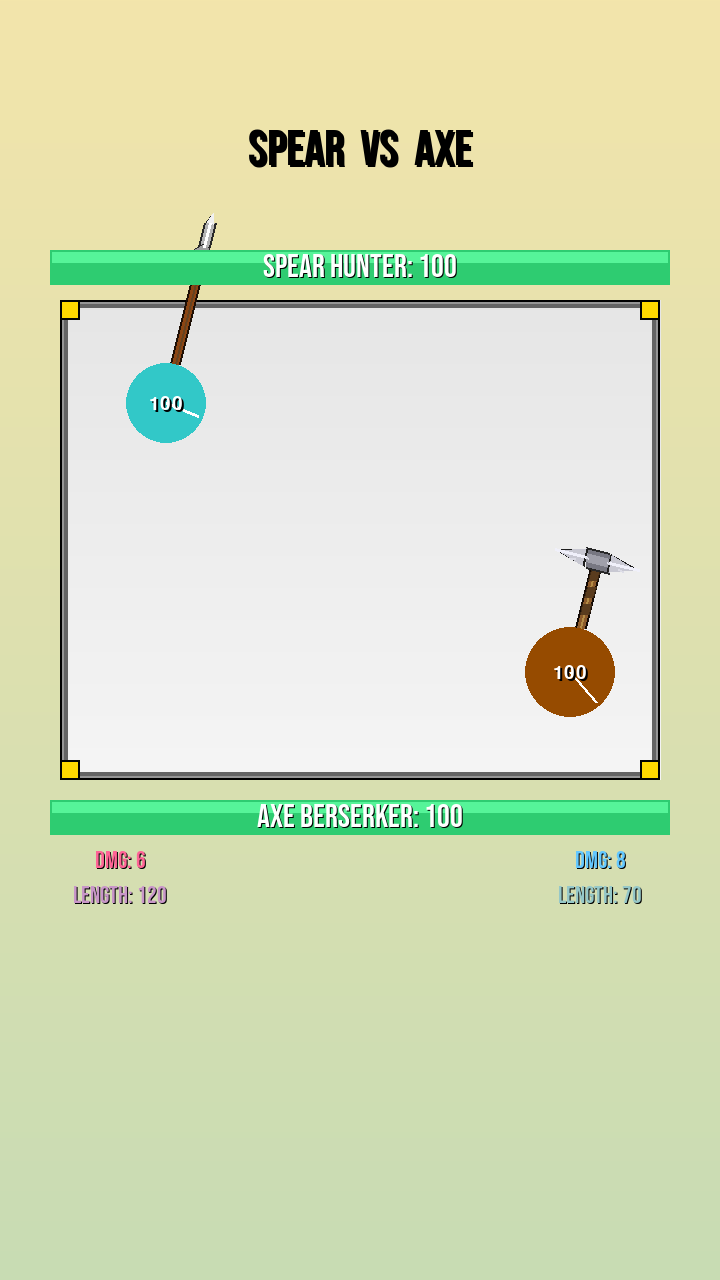 SPEAR VS AXE
SPEAR HUNTER: 100
100
100
AXE BERSERKER: 100
DMG: 6
DMG: 8
LENGTH: 120
LENGTH: 70